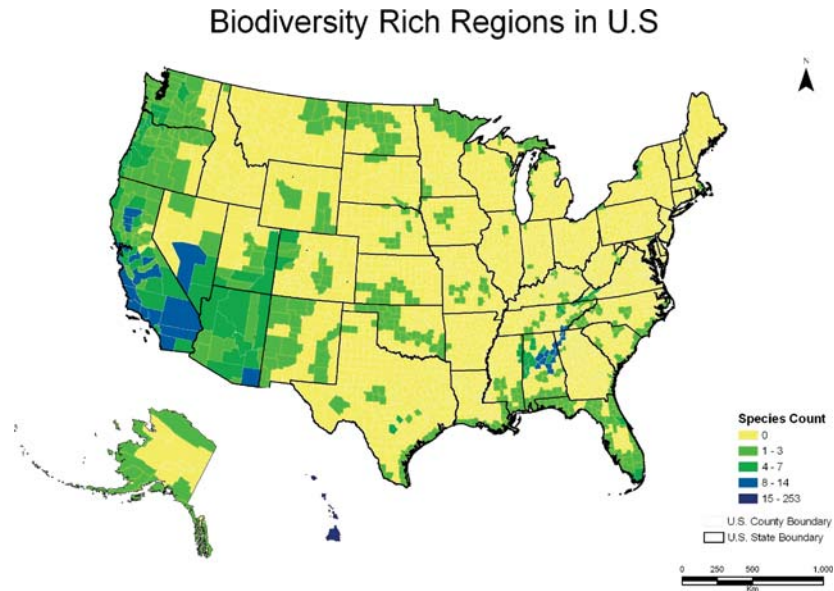 Biodiversity Rich Regions in U.S
N
Species Count
0
1 - 3
4 - 7
8 - 14
15 - 253
U.S. County Boundary
U.S. State Boundary
0 250 500 1,000
Km